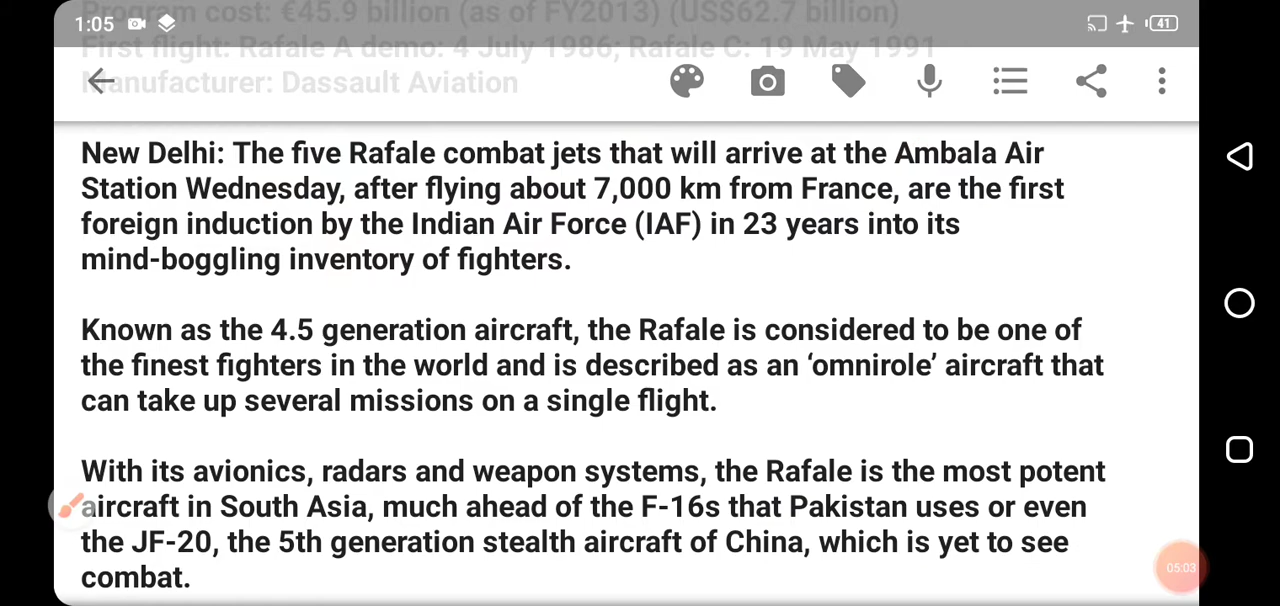 Program cost: €45.9 billion (as of FY2013) (US$62.7 billion)
1:05
41
First flight: Rafale A demo: 4 July 1986; Rafale C: 19 May 1991
Manufacturer: Dassault Aviation
New Delhi: The five Rafale combat jets that will arrive at the Ambala Air
Station Wednesday, after flying about 7,000 km from France, are the first
foreign induction by the Indian Air Force (IAF) in 23 years into its
mind-boggling inventory of fighters.
Known as the 4.5 generation aircraft, the Rafale is considered to be one of
the finest fighters in the world and is described as an ‘omnirole’ aircraft that
can take up several missions on a single flight.
With its avionics, radars and weapon systems, the Rafale is the most potent
aircraft in South Asia, much ahead of the F-16s that Pakistan uses or even
the JF-20, the 5th generation stealth aircraft of China, which is yet to see
combat.
05:03